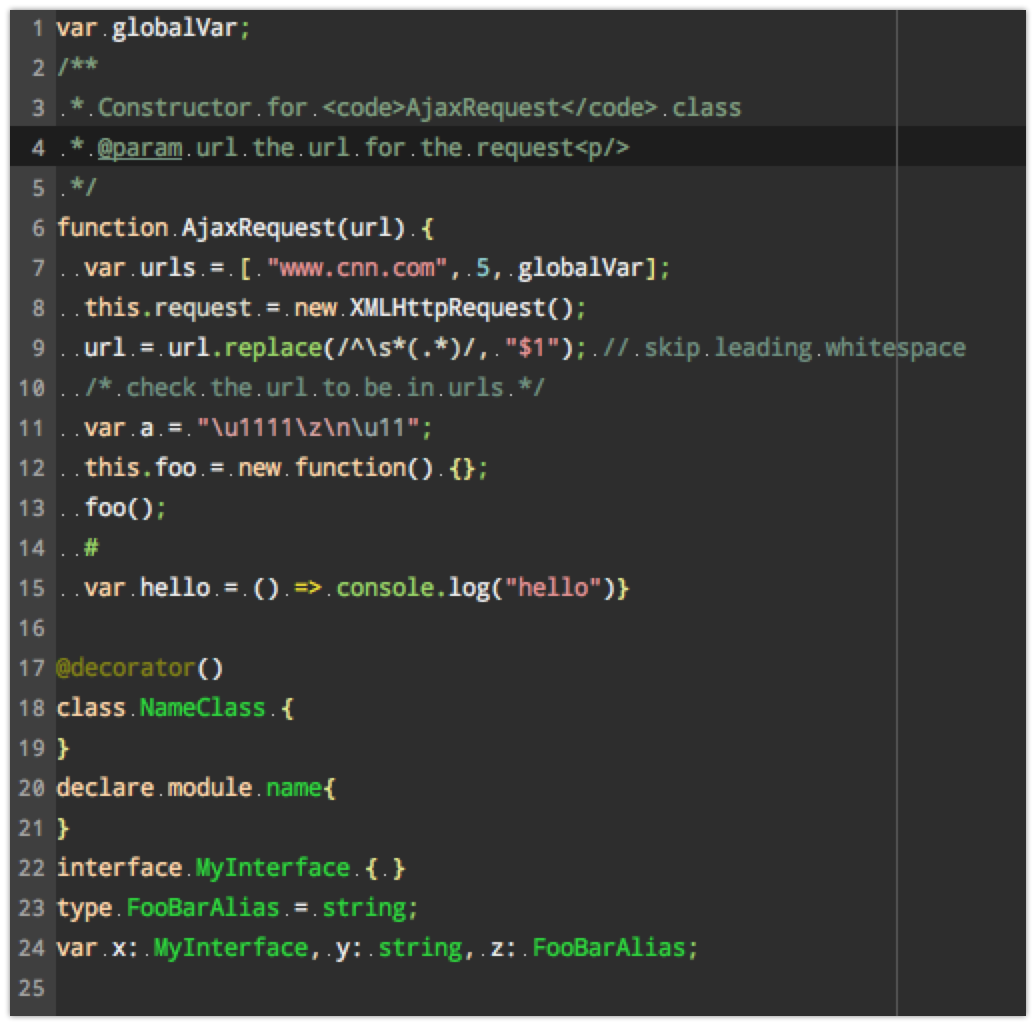 1 var globalVar;
2 /**
3  * Constructor for <code>AjaxRequest</code> class
4  * @param url the url for the request<p/>
5  */
6 function AjaxRequest(url) {
7   var urls = [ "www.cnn.com", 5, globalVar];
8   this.request = new XMLHttpRequest();
9   url = url.replace(/^\s*(.*)/, "$1"); // skip leading whitespace
10   /* check the url to be in urls */
11   var a = "\u1111\z\n\u11";
12   this.foo = new function() {};
13   foo();
14   #
15   var hello = () => console.log("hello")}
16
17 @decorator()
18 class NameClass {
19 }
20 declare module name{
21 }
22 interface MyInterface { }
23 type FooBarAlias = string;
24 var x: MyInterface, y: string, z: FooBarAlias;
25